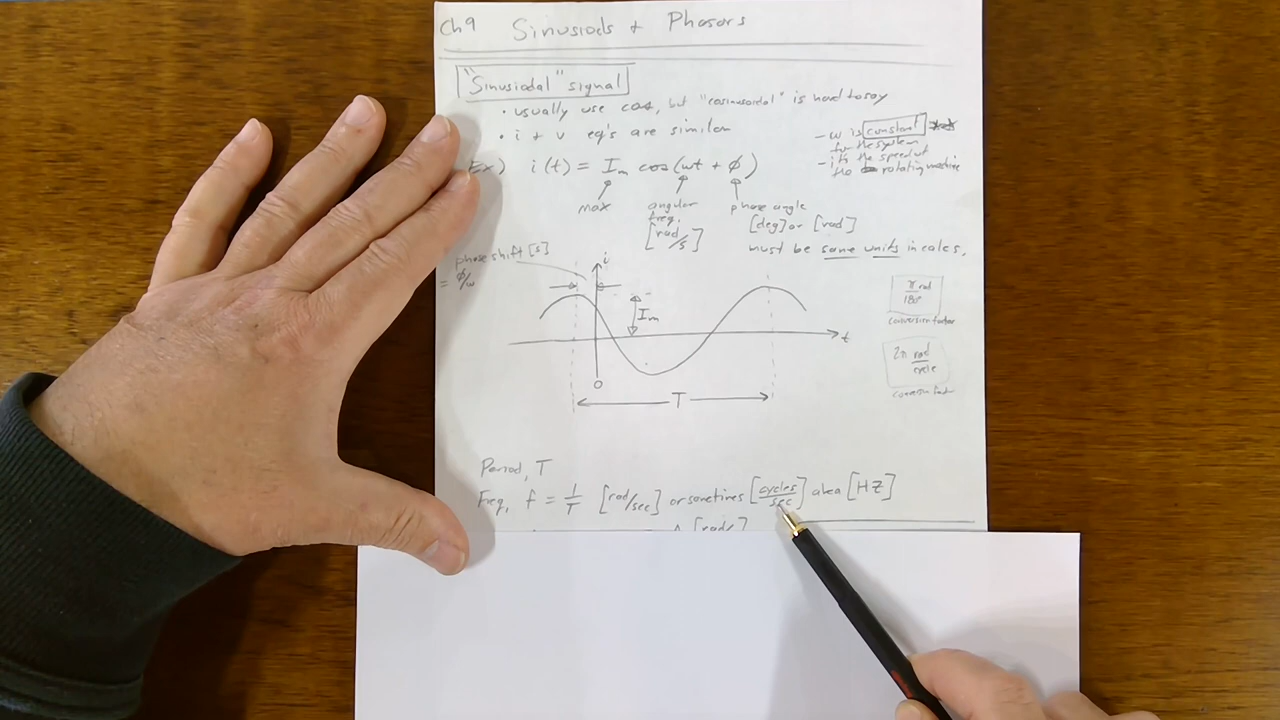 Ch9 Sinusiods + Phasors
"Sinusiodal" signal
• usually use cos, but "cosinusoidal" is hard to say
• i + v eq's are similar
- ω is constant
for the system
- it's the speed of
the rotating machine
Ex) i(t) = Im cos(ωt + φ)
max
angular
freq.
[rad/s]
phase angle
[deg] or [rad]
must be same units in calcs.
phase shift [s]
= φ/ω
i
Im
t
0
T
π rad
180°
conversion factor
2π rad/cycle
conversion factor
Period, T
Freq, f = 1/T [rad/sec] or sometimes [cycles/sec] aka [HZ]